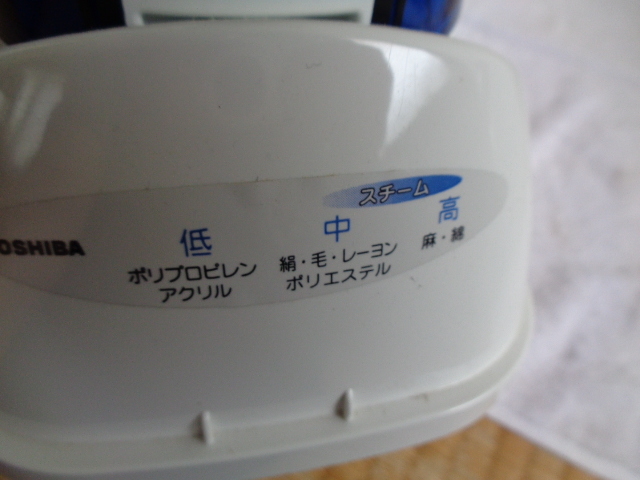 TOSHIBA
スチーム
低
ポリプロピレン
アクリル
中
絹・毛・レーヨン
ポリエステル
高
麻・綿